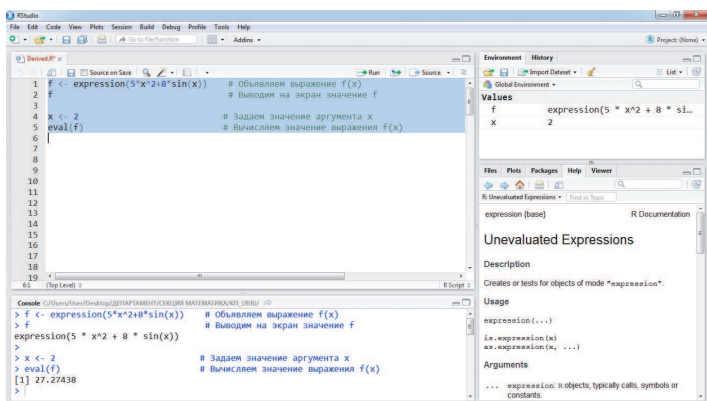 RStudio
File Edit Code View Plots Session Build Debug Profile Tools Help
Go to file/function Addins Project: (None)
Derived.R*
Source on Save Run Source
1 f <- expression(5*x^2+8*sin(x)) # Объявляем выражение f(x)
2 f # Выводим на экран значение f
3
4 x <- 2 # Задаем значение аргумента x
5 eval(f) # Вычисляем значение выражения f(x)
6
7
8
9
10
11
12
13
14
15
16
17
18
19
6:1 (Top Level) R Script
Console C:/Users/User/Desktop/ДЕПАРТАМЕНТ/СЕКЦИЯ МАТЕМАТИКА/КП_18(R)/
> f <- expression(5*x^2+8*sin(x)) # Объявляем выражение f(x)
> f # Выводим на экран значение f
expression(5 * x^2 + 8 * sin(x))
>
> x <- 2 # Задаем значение аргумента x
> eval(f) # Вычисляем значение выражения f(x)
[1] 27.27438
>
Environment History
Import Dataset List
Global Environment
Values
f expression(5 * x^2 + 8 * si…
x 2
Files Plots Packages Help Viewer
R: Unevaluated Expressions Find in Topic
expression {base} R Documentation
Unevaluated Expressions
Description
Creates or tests for objects of mode "expression".
Usage
expression(...)
is.expression(x)
as.expression(x, ...)
Arguments
... expression: R objects, typically calls, symbols or
constants.